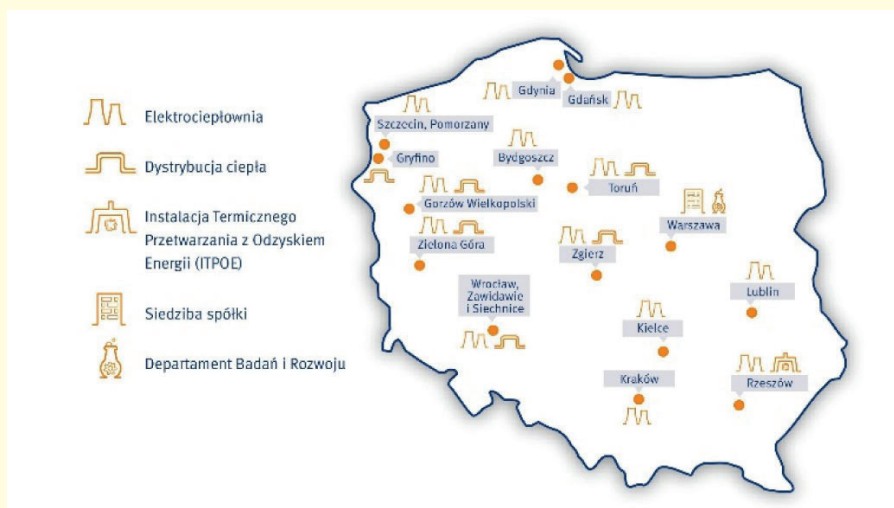 Elektrociepłownia
Dystrybucja ciepła
Instalacja Termicznego
Przetwarzania z Odzyskiem
Energii (ITPOE)
Siedziba spółki
Departament Badań i Rozwoju
Gdynia
Gdańsk
Szczecin, Pomorzany
Gryfino
Bydgoszcz
Toruń
Gorzów Wielkopolski
Warszawa
Zielona Góra
Zgierz
Wrocław,
Zawidawie
i Siechnice
Lublin
Kielce
Kraków
Rzeszów